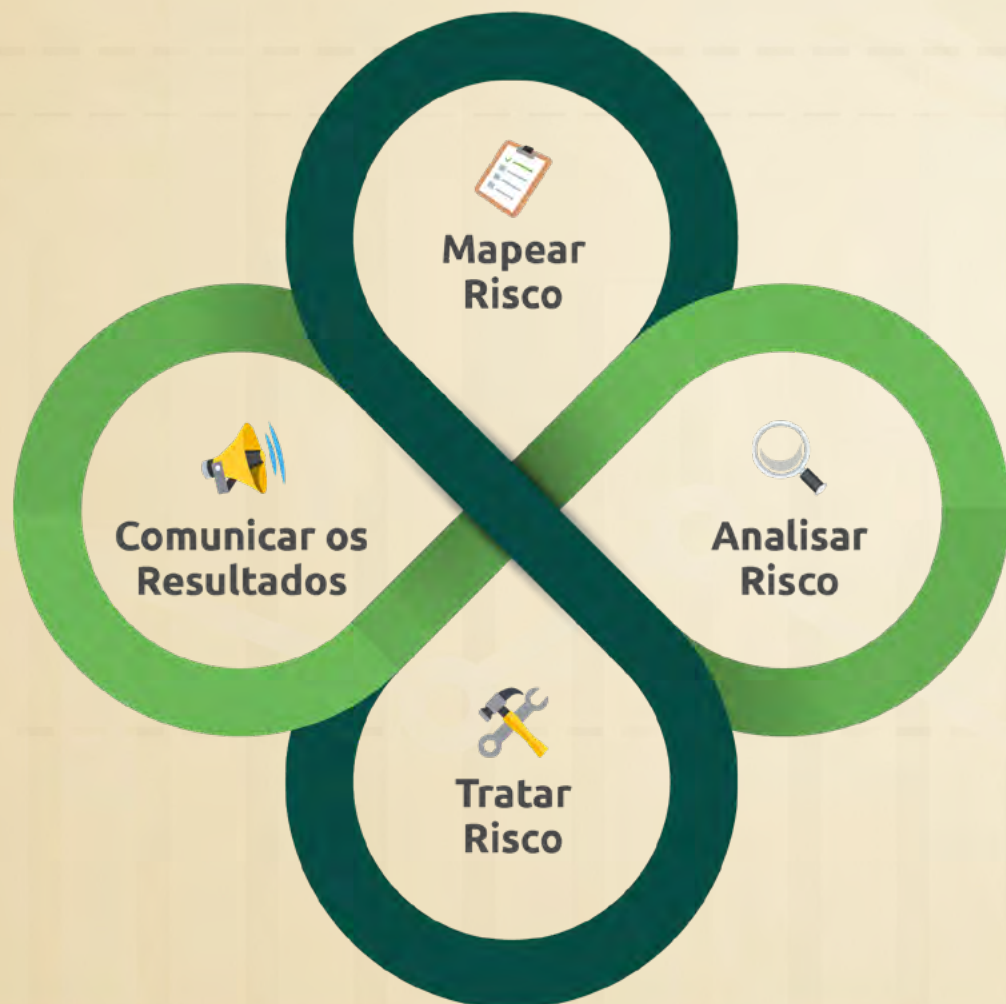 Mapear
Risco
Comunicar os
Resultados
Analisar
Risco
Tratar
Risco